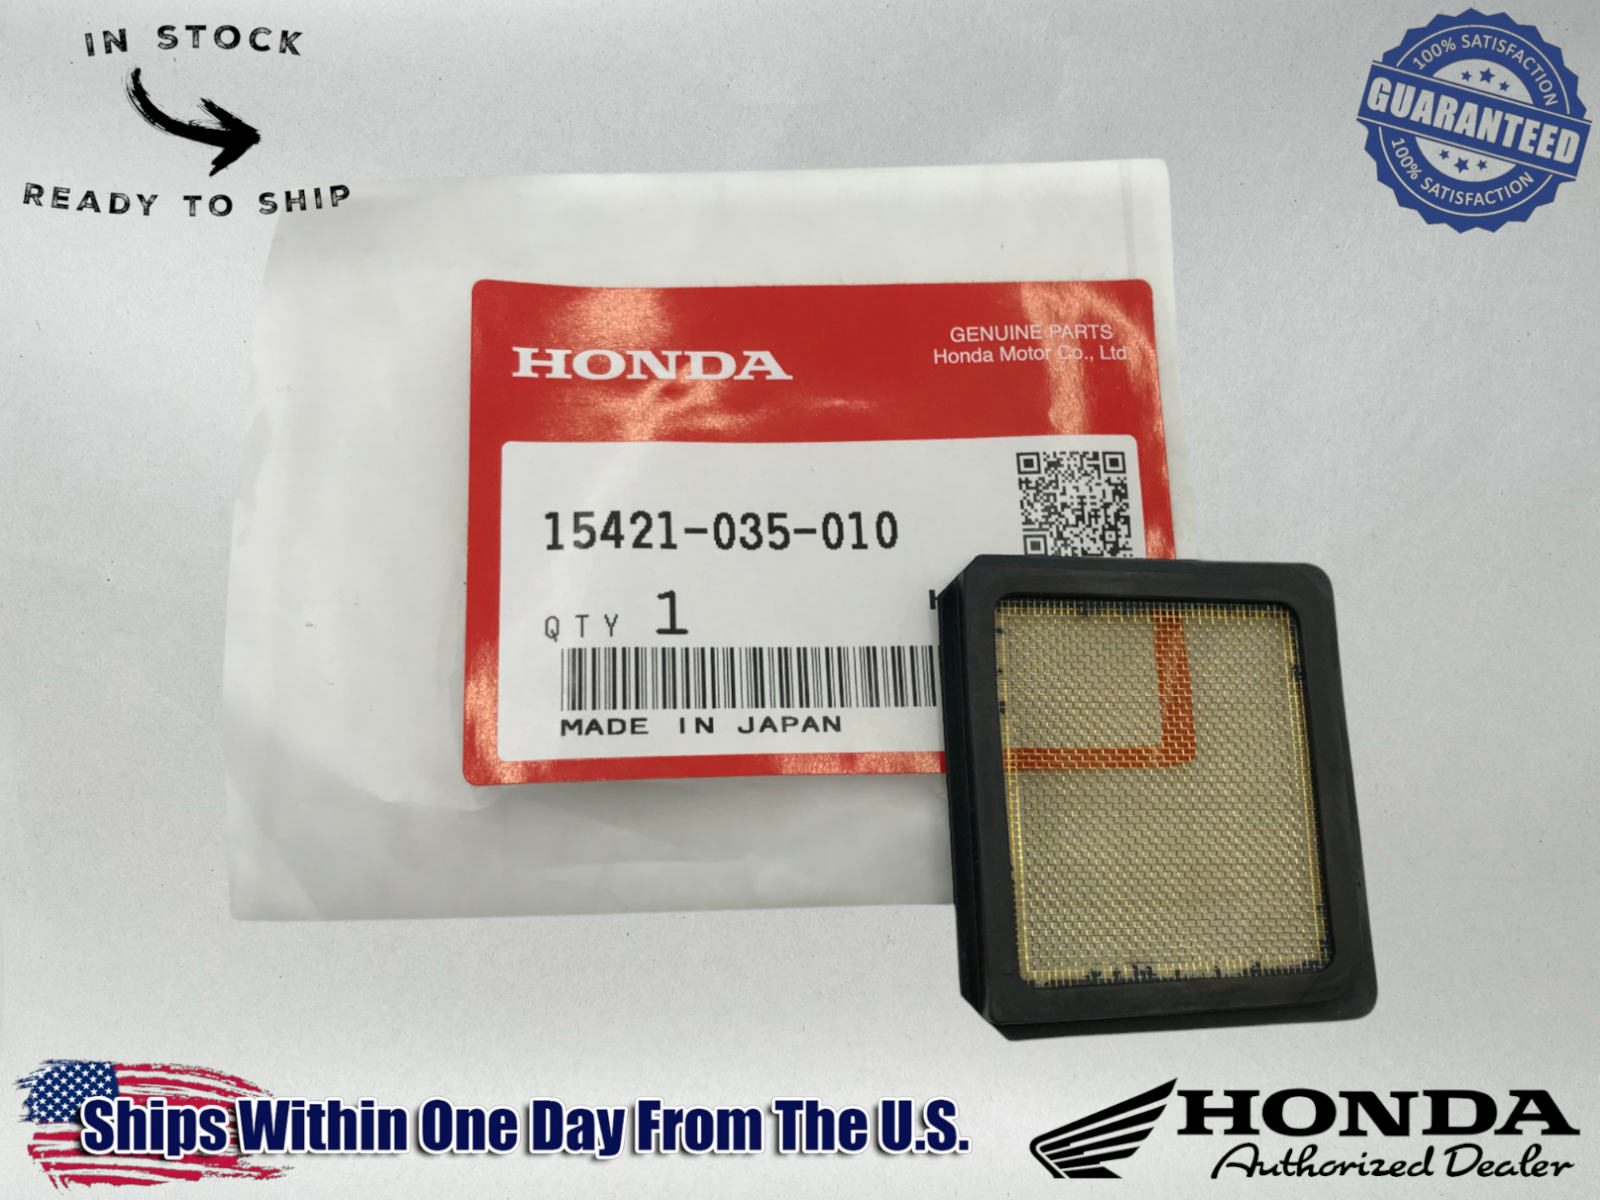 IN STOCK
READY TO SHIP
100% SATISFACTION
GUARANTEED
100% SATISFACTION
HONDA
GENUINE PARTS
Honda Motor Co., Ltd.
15421-035-010
QTY 1
MADE IN JAPAN
Ships Within One Day From The U.S.
HONDA
Authorized Dealer